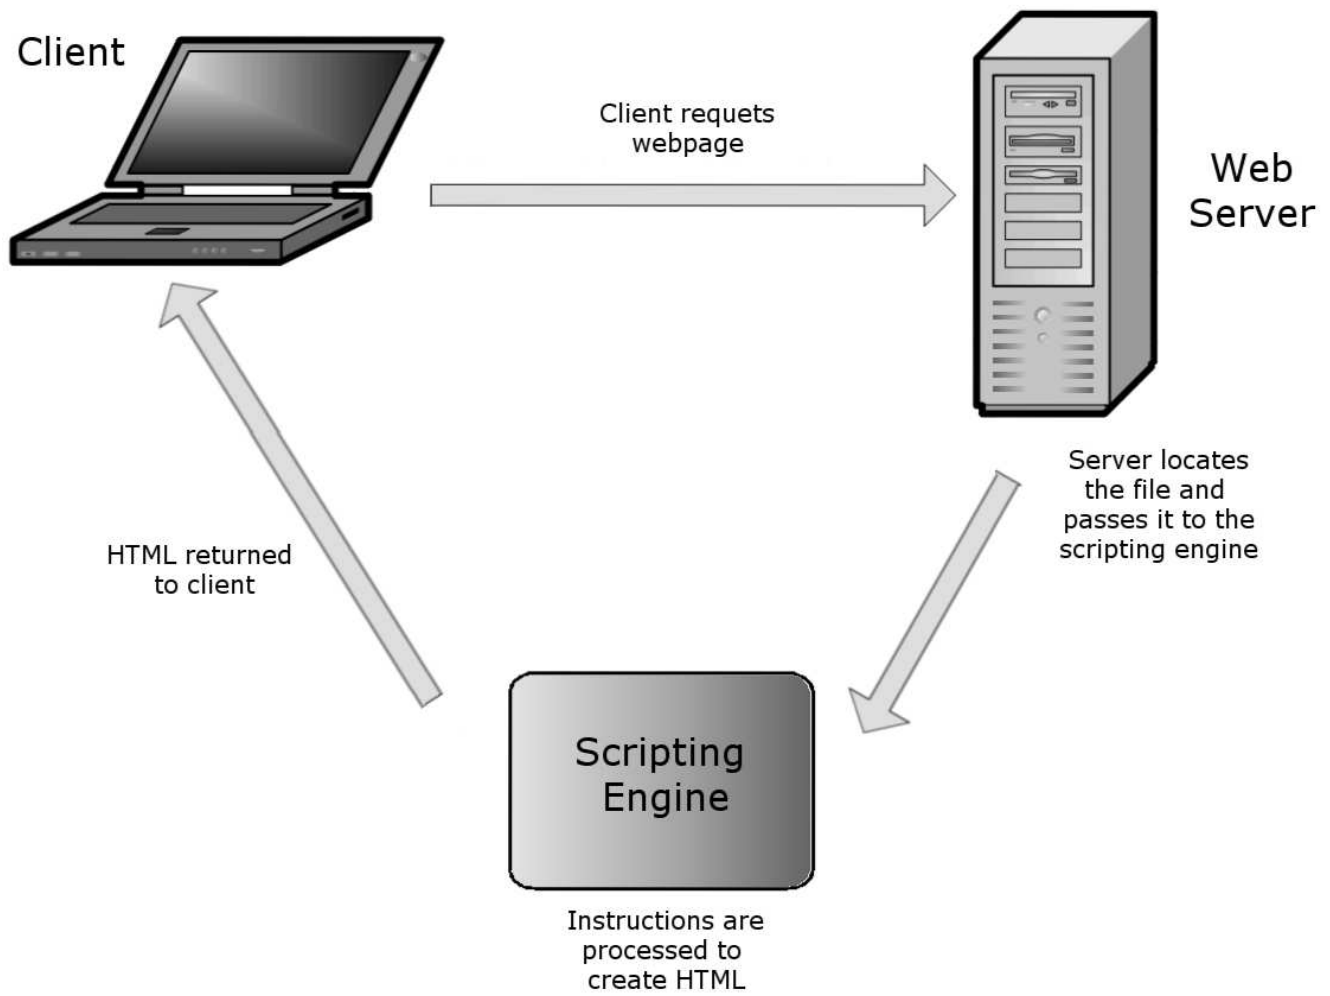 Client
Client requets
webpage
Web
Server
Server locates
the file and
passes it to the
scripting engine
HTML returned
to client
Scripting
Engine
Instructions are
processed to
create HTML